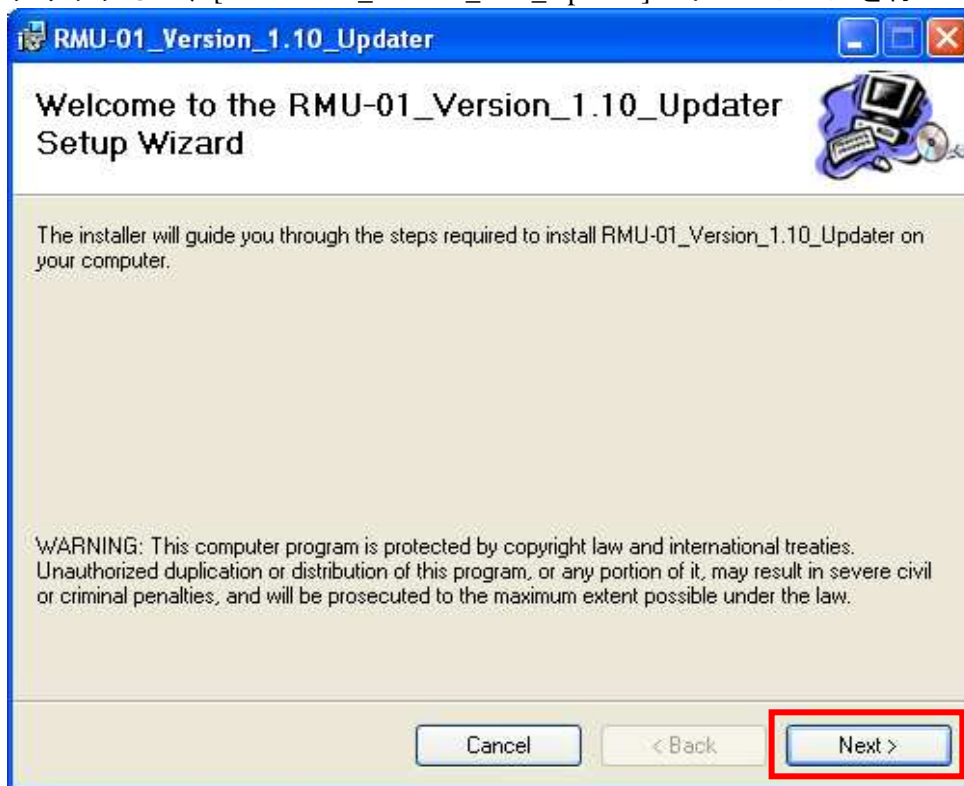 RMU-01_Version_1.10_Updater
Welcome to the RMU-01_Version_1.10_Updater
Setup Wizard
The installer will guide you through the steps required to install RMU-01_Version_1.10_Updater on
your computer.
WARNING: This computer program is protected by copyright law and international treaties.
Unauthorized duplication or distribution of this program, or any portion of it, may result in severe civil
or criminal penalties, and will be prosecuted to the maximum extent possible under the law.
Cancel
< Back
Next >